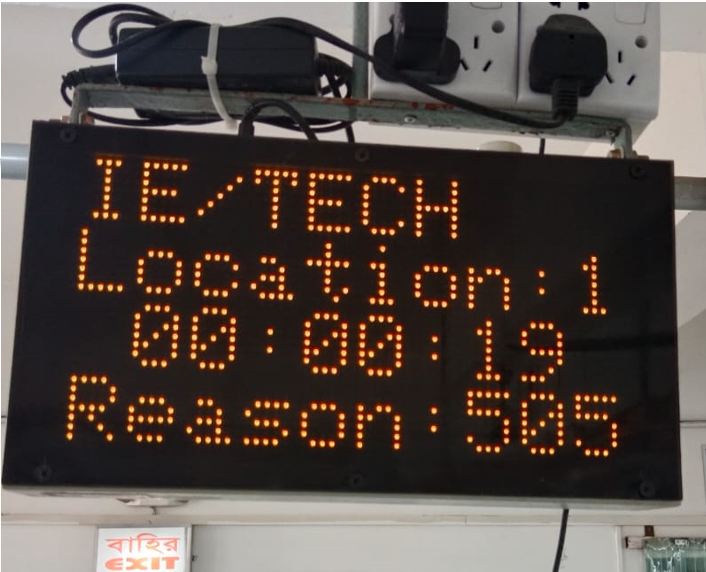 IE/TECH
Location:1
00:00:19
Reason:505
বাহির
EXIT